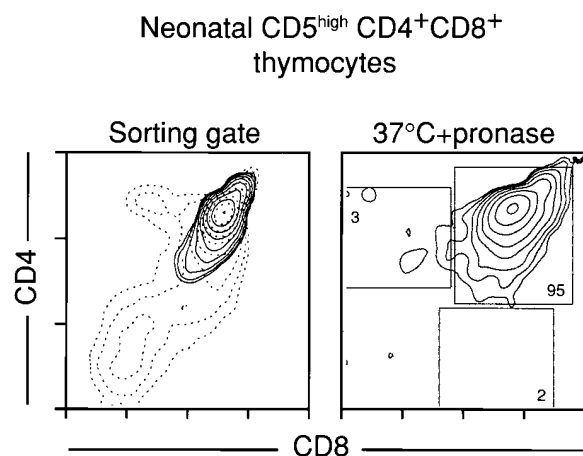 Neonatal CD5high CD4+CD8+
thymocytes
Sorting gate
37°C+pronase
CD4
3
95
2
CD8